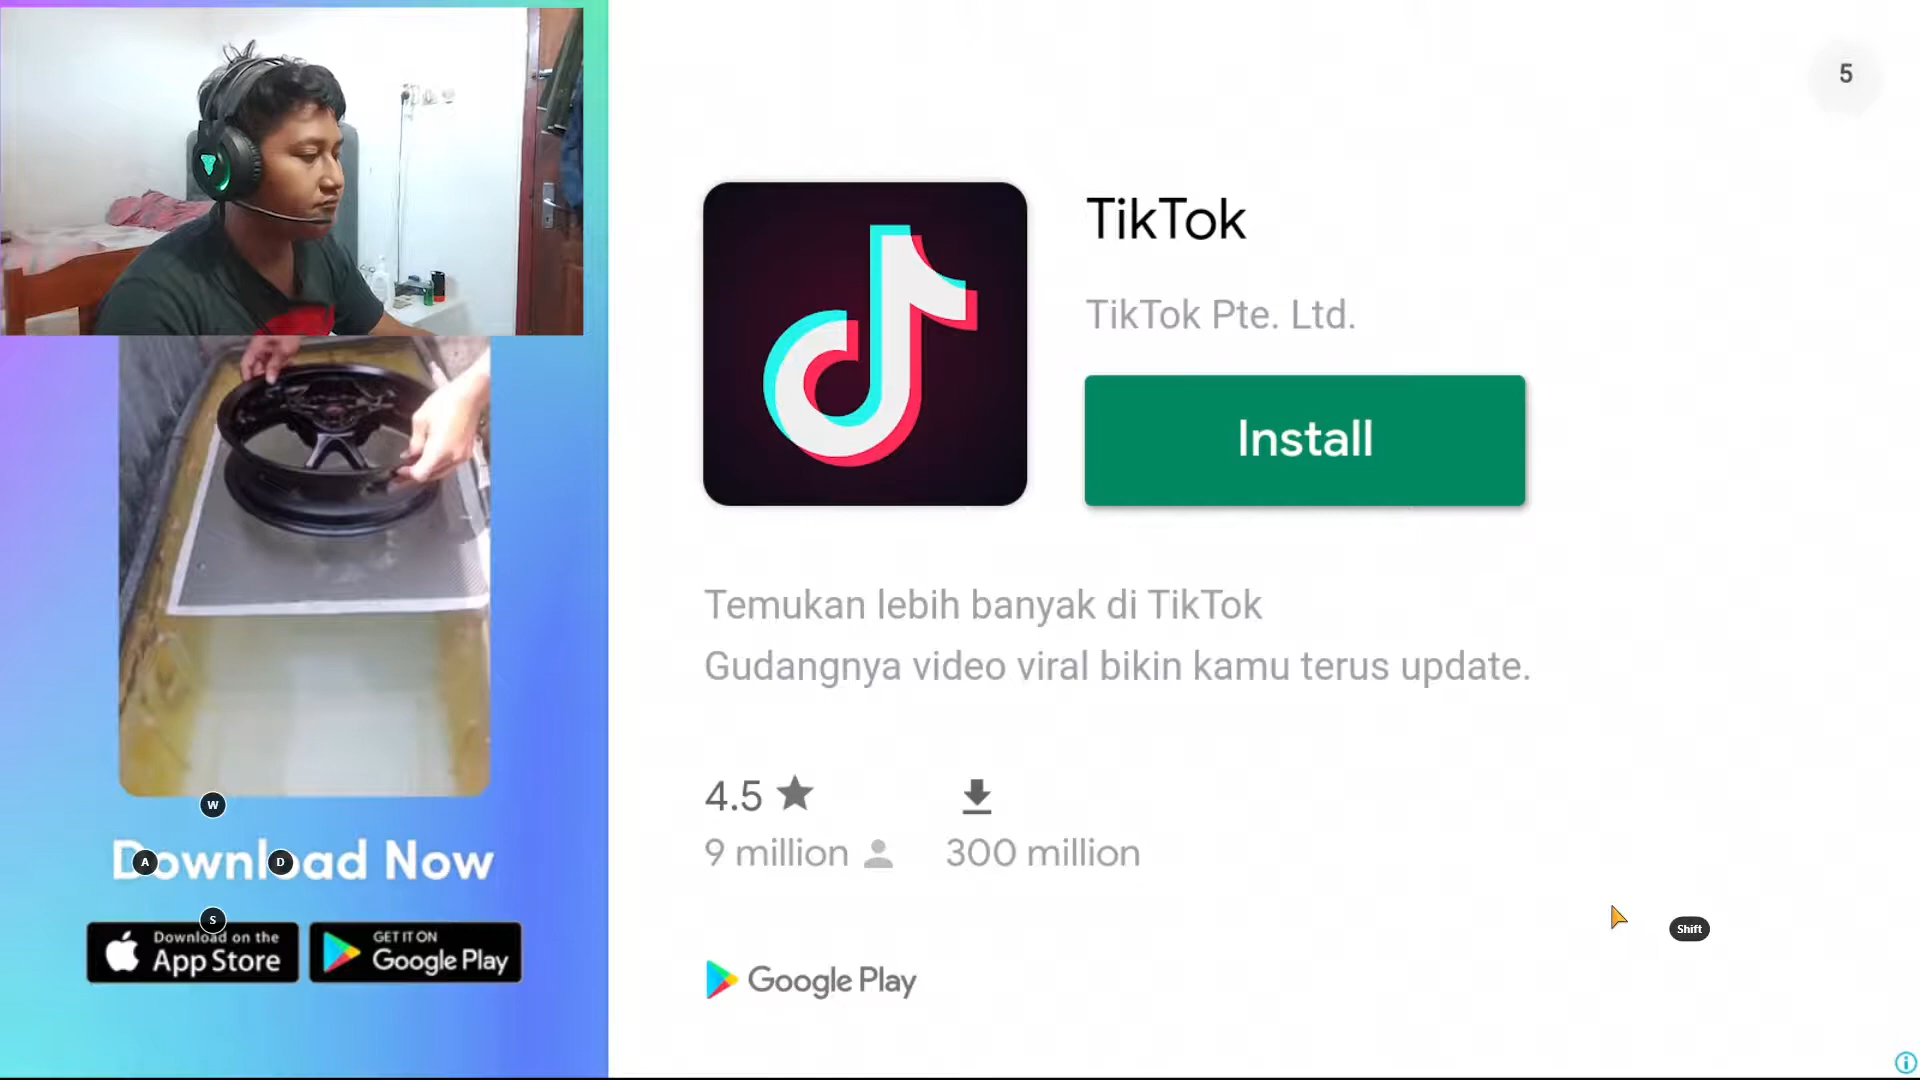 5
TikTok
TikTok Pte. Ltd.
Install
Temukan lebih banyak di TikTok
Gudangnya video viral bikin kamu terus update.
4.5
9 million
300 million
Google Play
Shift
W
A
D
S
Download Now
Download on the
App Store
GET IT ON
Google Play